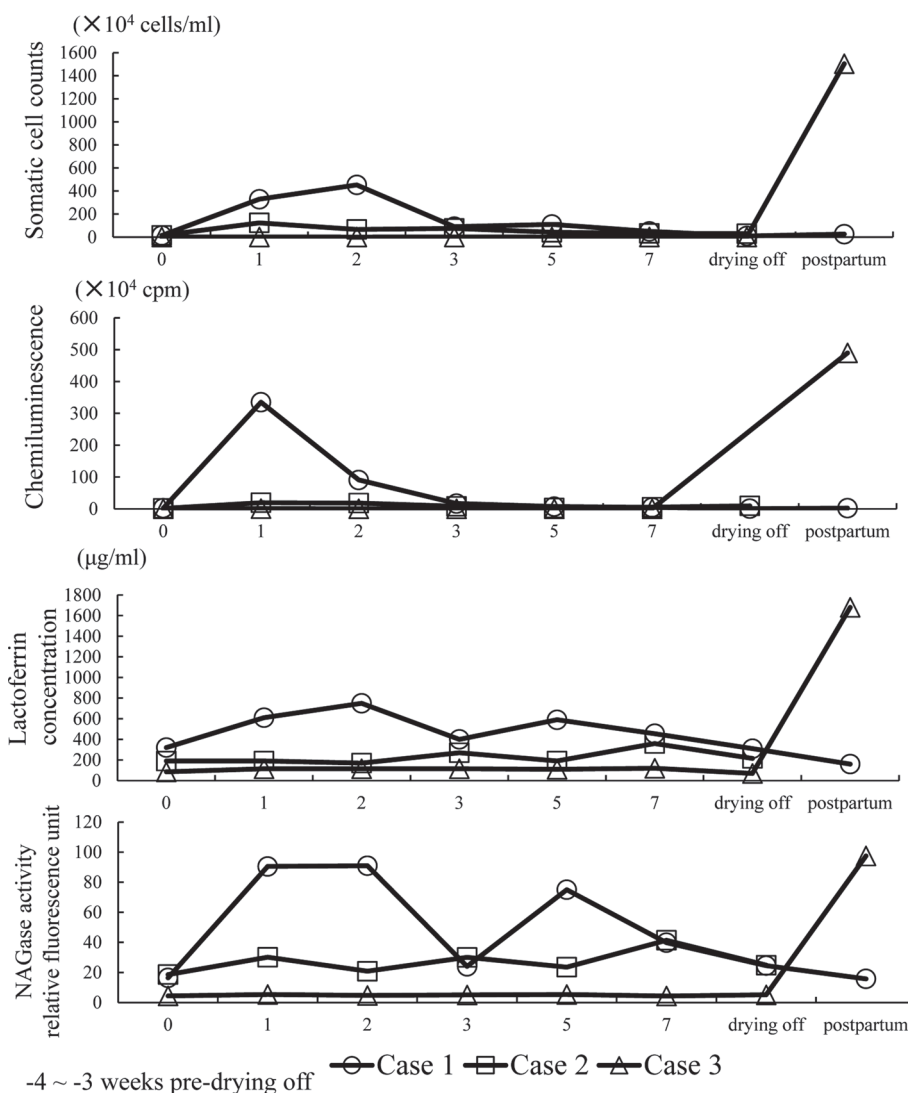 (×10⁴ cells/ml)
Somatic cell counts
1600
1400
1200
1000
800
600
400
200
0
0 1 2 3 5 7 drying off postpartum
(×10⁴ cpm)
Chemiluminescence
600
500
400
300
200
100
0
0 1 2 3 5 7 drying off postpartum
(μg/ml)
Lactoferrin
concentration
1800
1600
1400
1200
1000
800
600
400
200
0
0 1 2 3 5 7 drying off postpartum
NAGase activity
relative fluorescence unit
120
100
80
60
40
20
0
0 1 2 3 5 7 drying off postpartum
Case 1 Case 2 Case 3
-4 ~ -3 weeks pre-drying off